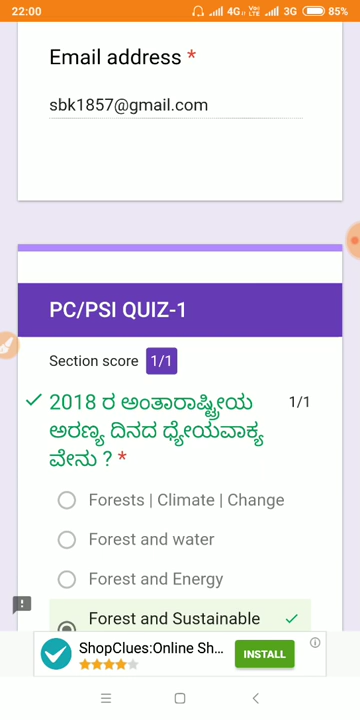 22:00
4G
Vo))
LTE
3G
85%
Email address *
sbk1857@gmail.com
PC/PSI QUIZ-1
Section score 1/1
2018 ರ ಅಂತಾರಾಷ್ಟ್ರೀಯ 1/1
ಅರಣ್ಯ ದಿನದ ಧ್ಯೇಯವಾಕ್ಯ
ವೇನು ? *
Forests | Climate | Change
Forest and water
Forest and Energy
Forest and Sustainable
ShopClues:Online Sh...
INSTALL